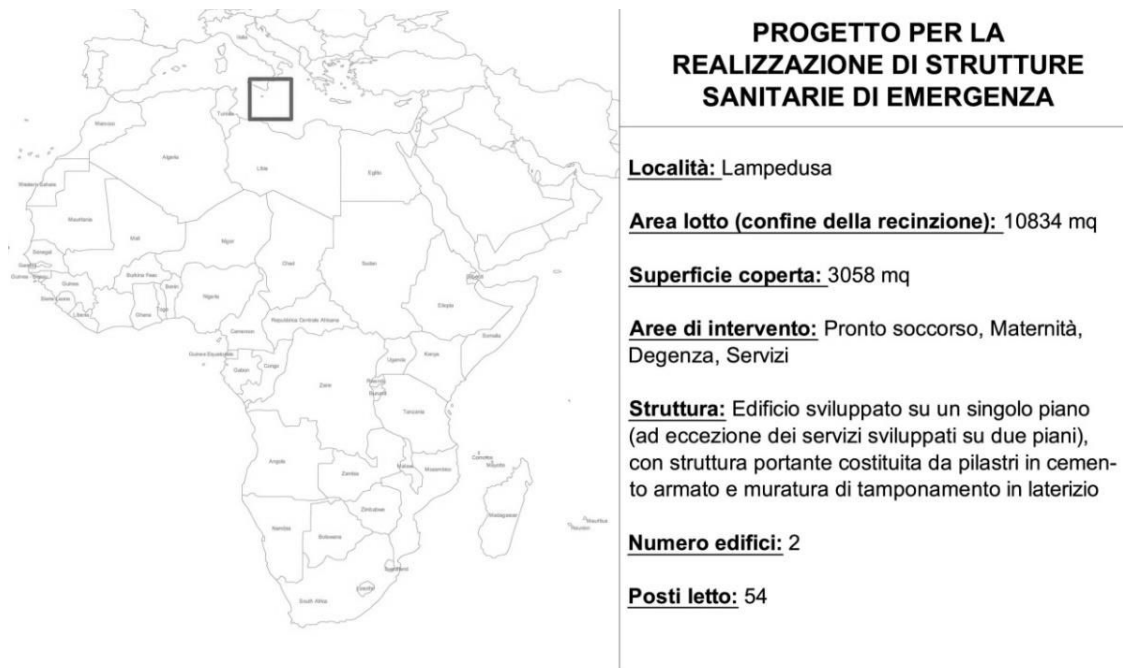 Italia
Tunisia
Marocco
Algeria
Libia
Egitto
Western Sahara
Mauritania
Mali
Niger
Chad
Sudan
Senegal
Guinea
Burkina Faso
Benin
Sierra Leone
Liberia
Ghana
Togo
Nigeria
Etiopia
Somalia
Cameroon
Repubblica Centrale Africana
Gabon
Congo
Uganda
Kenya
Zaire
Tanzania
Angola
Zambia
Malawi
Madagascar
Zimbabwe
Namibia
Botswana
Mauritius
Reunion
Swaziland
South Africa
PROGETTO PER LA
REALIZZAZIONE DI STRUTTURE
SANITARIE DI EMERGENZA
Località: Lampedusa
Area lotto (confine della recinzione): 10834 mq
Superficie coperta: 3058 mq
Aree di intervento: Pronto soccorso, Maternità,
Degenza, Servizi
Struttura: Edificio sviluppato su un singolo piano
(ad eccezione dei servizi sviluppati su due piani),
con struttura portante costituita da pilastri in cemen-
to armato e muratura di tamponamento in laterizio
Numero edifici: 2
Posti letto: 54